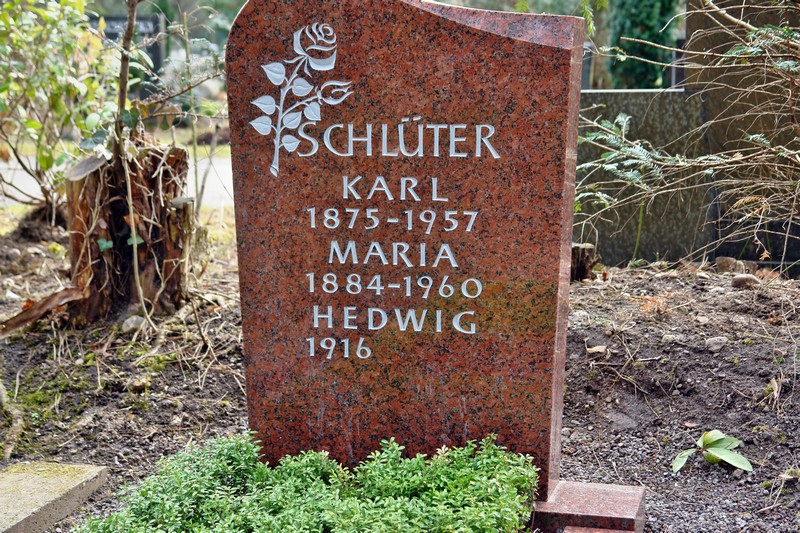 SCHLÜTER
KARL
1875-1957
MARIA
1884-1960
HEDWIG
1916